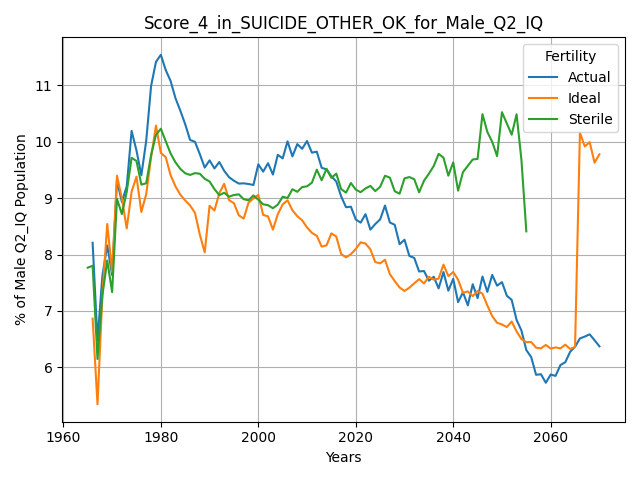 Score_4_in_SUICIDE_OTHER_OK_for_Male_Q2_IQ
Fertility
Actual
Ideal
Sterile
% of Male Q2_IQ Population
11
10
9
8
7
6
1960
1980
2000
2020
2040
2060
Years